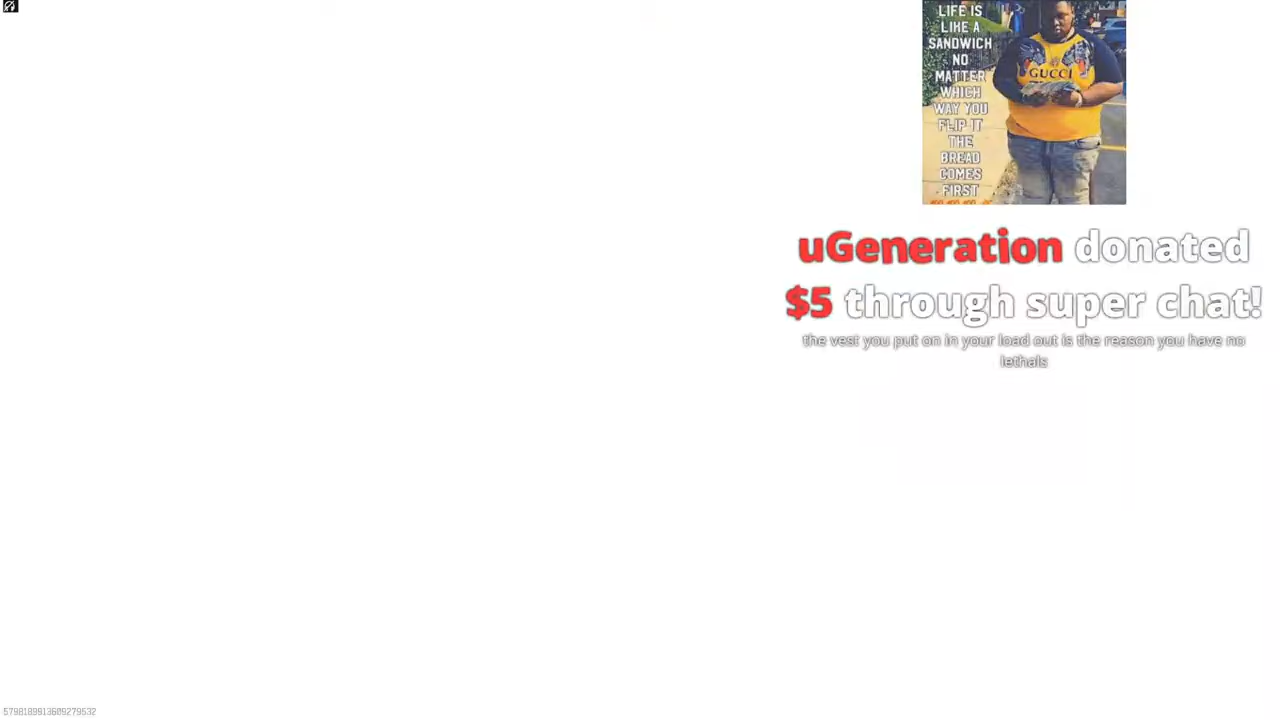 LIFE IS
LIKE A
SANDWICH
NO
MATTER
WHICH
WAY YOU
FLIP IT
THE
BREAD
COMES
FIRST
GUCCI
uGeneration donated
$5 through super chat!
the vest you put on in your load out is the reason you have no
lethals
5798189913609279532